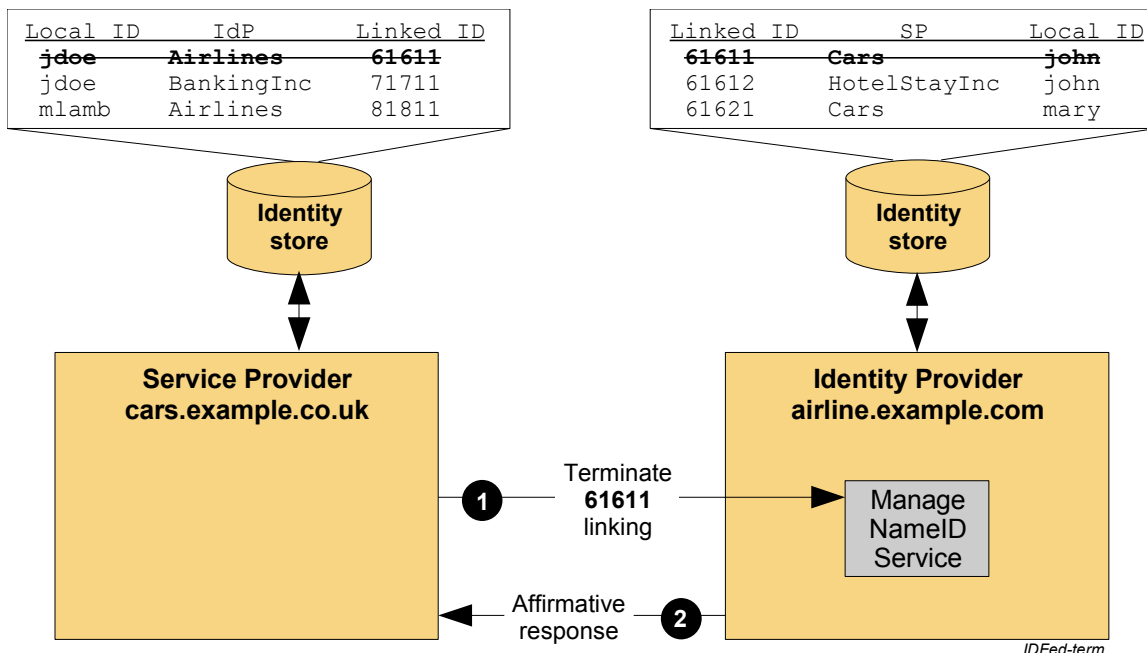 Local ID IdP Linked ID
jdoe Airlines 61611
jdoe BankingInc 71711
mlamb Airlines 81811
Linked ID SP Local ID
61611 Cars john
61612 HotelStayInc john
61621 Cars mary
Identity
store
Identity
store
Service Provider
cars.example.co.uk
Identity Provider
airline.example.com
1
Terminate
61611
linking
Manage
NameID
Service
Affirmative
response
2
IDFed-term